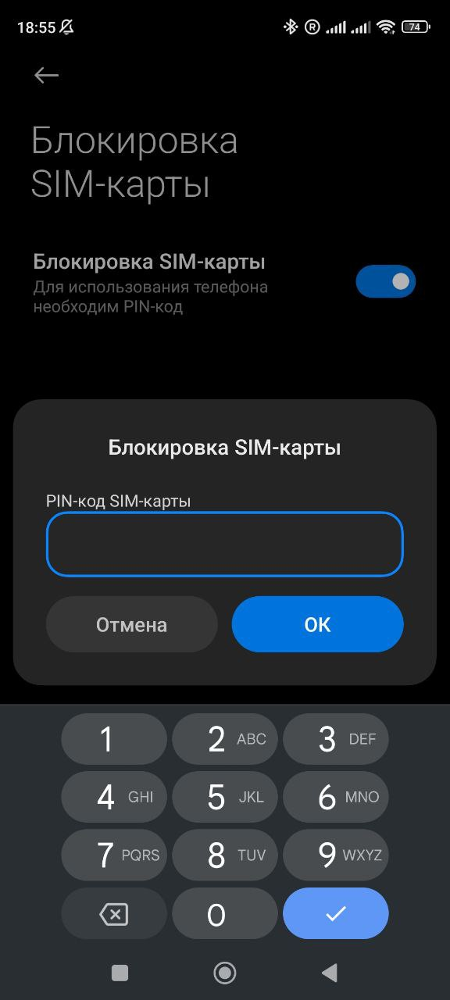 18:55
R
74
Блокировка
SIM-карты
Блокировка SIM-карты
Для использования телефона
необходим PIN-код
Блокировка SIM-карты
PIN-код SIM-карты
Отмена
ОК
1
2 ABC
3 DEF
4 GHI
5 JKL
6 MNO
7 PQRS
8 TUV
9 WXYZ
0